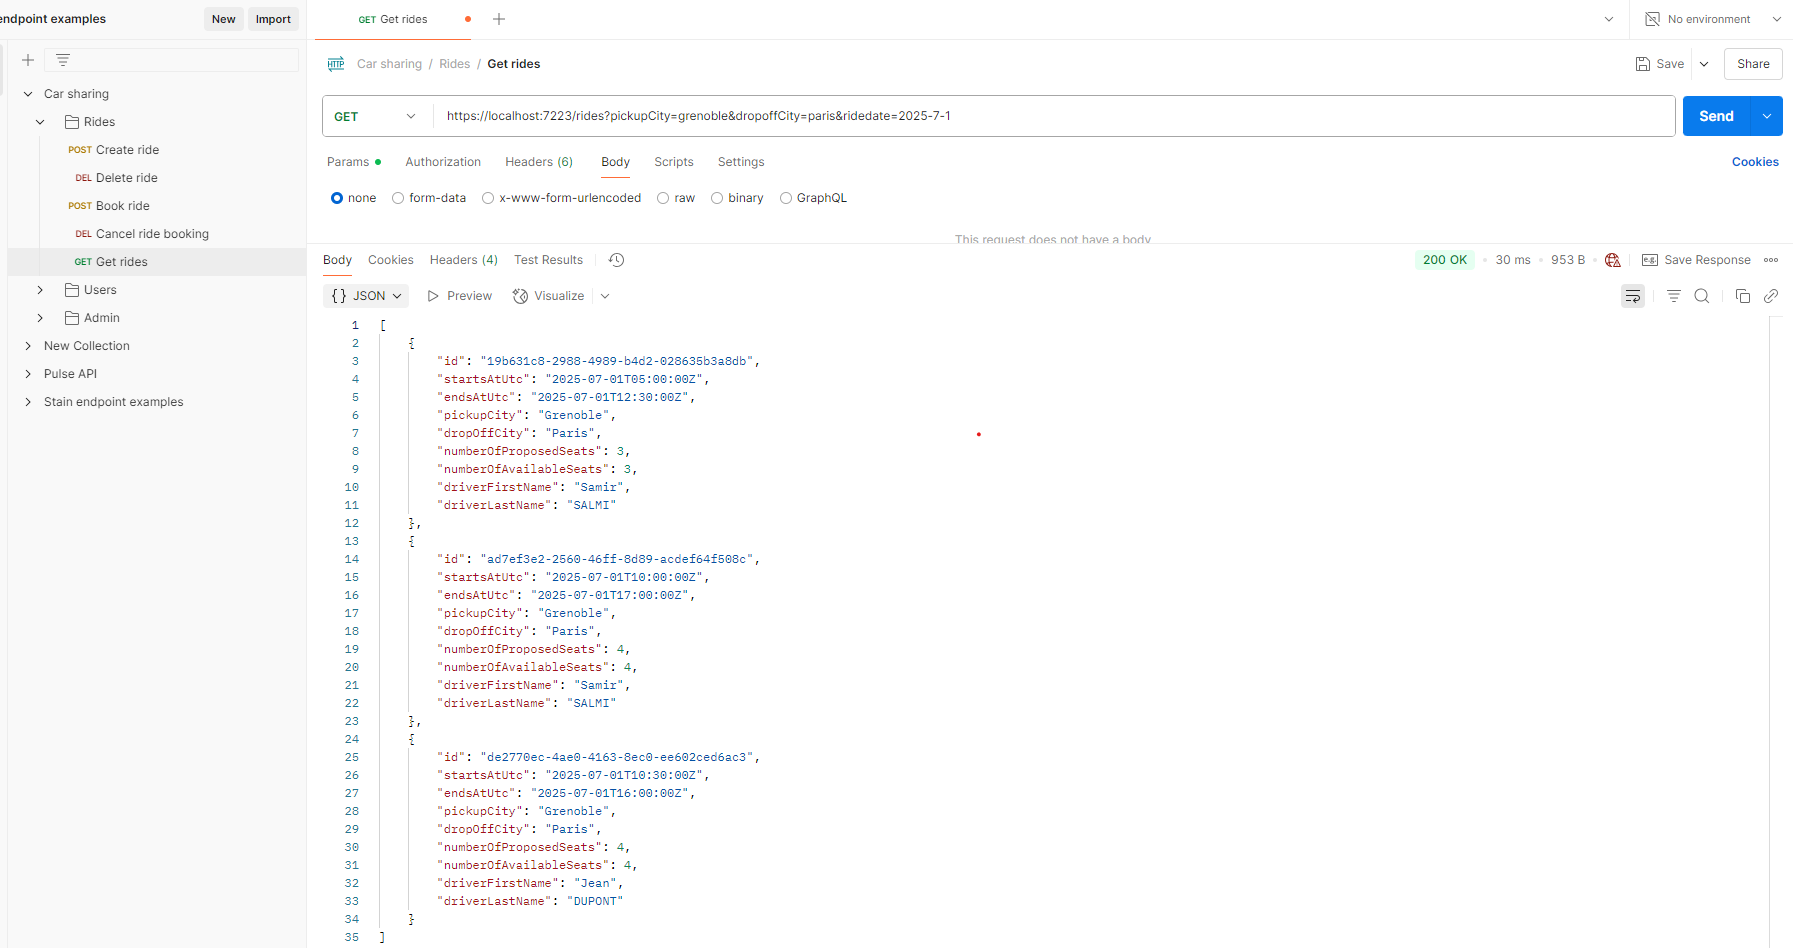 endpoint examples
New
Import
GET Get rides
No environment
Car sharing / Rides / Get rides
Save
Share
GET
https://localhost:7223/rides?pickupCity=grenoble&dropoffCity=paris&ridedate=2025-7-1
Send
Params
Authorization
Headers (6)
Body
Scripts
Settings
Cookies
none
form-data
x-www-form-urlencoded
raw
binary
GraphQL
This request does not have a body
Car sharing
Rides
POST Create ride
DEL Delete ride
POST Book ride
DEL Cancel ride booking
GET Get rides
Users
Admin
New Collection
Pulse API
Stain endpoint examples
Body
Cookies
Headers (4)
Test Results
200 OK
30 ms
953 B
e.g.
Save Response
{} JSON
Preview
Visualize
1 [
2 {
3 "id": "19b631c8-2988-4989-b4d2-028635b3a8db",
4 "startsAtUtc": "2025-07-01T05:00:00Z",
5 "endsAtUtc": "2025-07-01T12:30:00Z",
6 "pickupCity": "Grenoble",
7 "dropOffCity": "Paris",
8 "numberOfProposedSeats": 3,
9 "numberOfAvailableSeats": 3,
10 "driverFirstName": "Samir",
11 "driverLastName": "SALMI"
12 },
13 {
14 "id": "ad7ef3e2-2560-46ff-8d89-acdef64f508c",
15 "startsAtUtc": "2025-07-01T10:00:00Z",
16 "endsAtUtc": "2025-07-01T17:00:00Z",
17 "pickupCity": "Grenoble",
18 "dropOffCity": "Paris",
19 "numberOfProposedSeats": 4,
20 "numberOfAvailableSeats": 4,
21 "driverFirstName": "Samir",
22 "driverLastName": "SALMI"
23 },
24 {
25 "id": "de2770ec-4ae0-4163-8ec0-ee602ced6ac3",
26 "startsAtUtc": "2025-07-01T10:30:00Z",
27 "endsAtUtc": "2025-07-01T16:00:00Z",
28 "pickupCity": "Grenoble",
29 "dropOffCity": "Paris",
30 "numberOfProposedSeats": 4,
31 "numberOfAvailableSeats": 4,
32 "driverFirstName": "Jean",
33 "driverLastName": "DUPONT"
34 }
35 ]